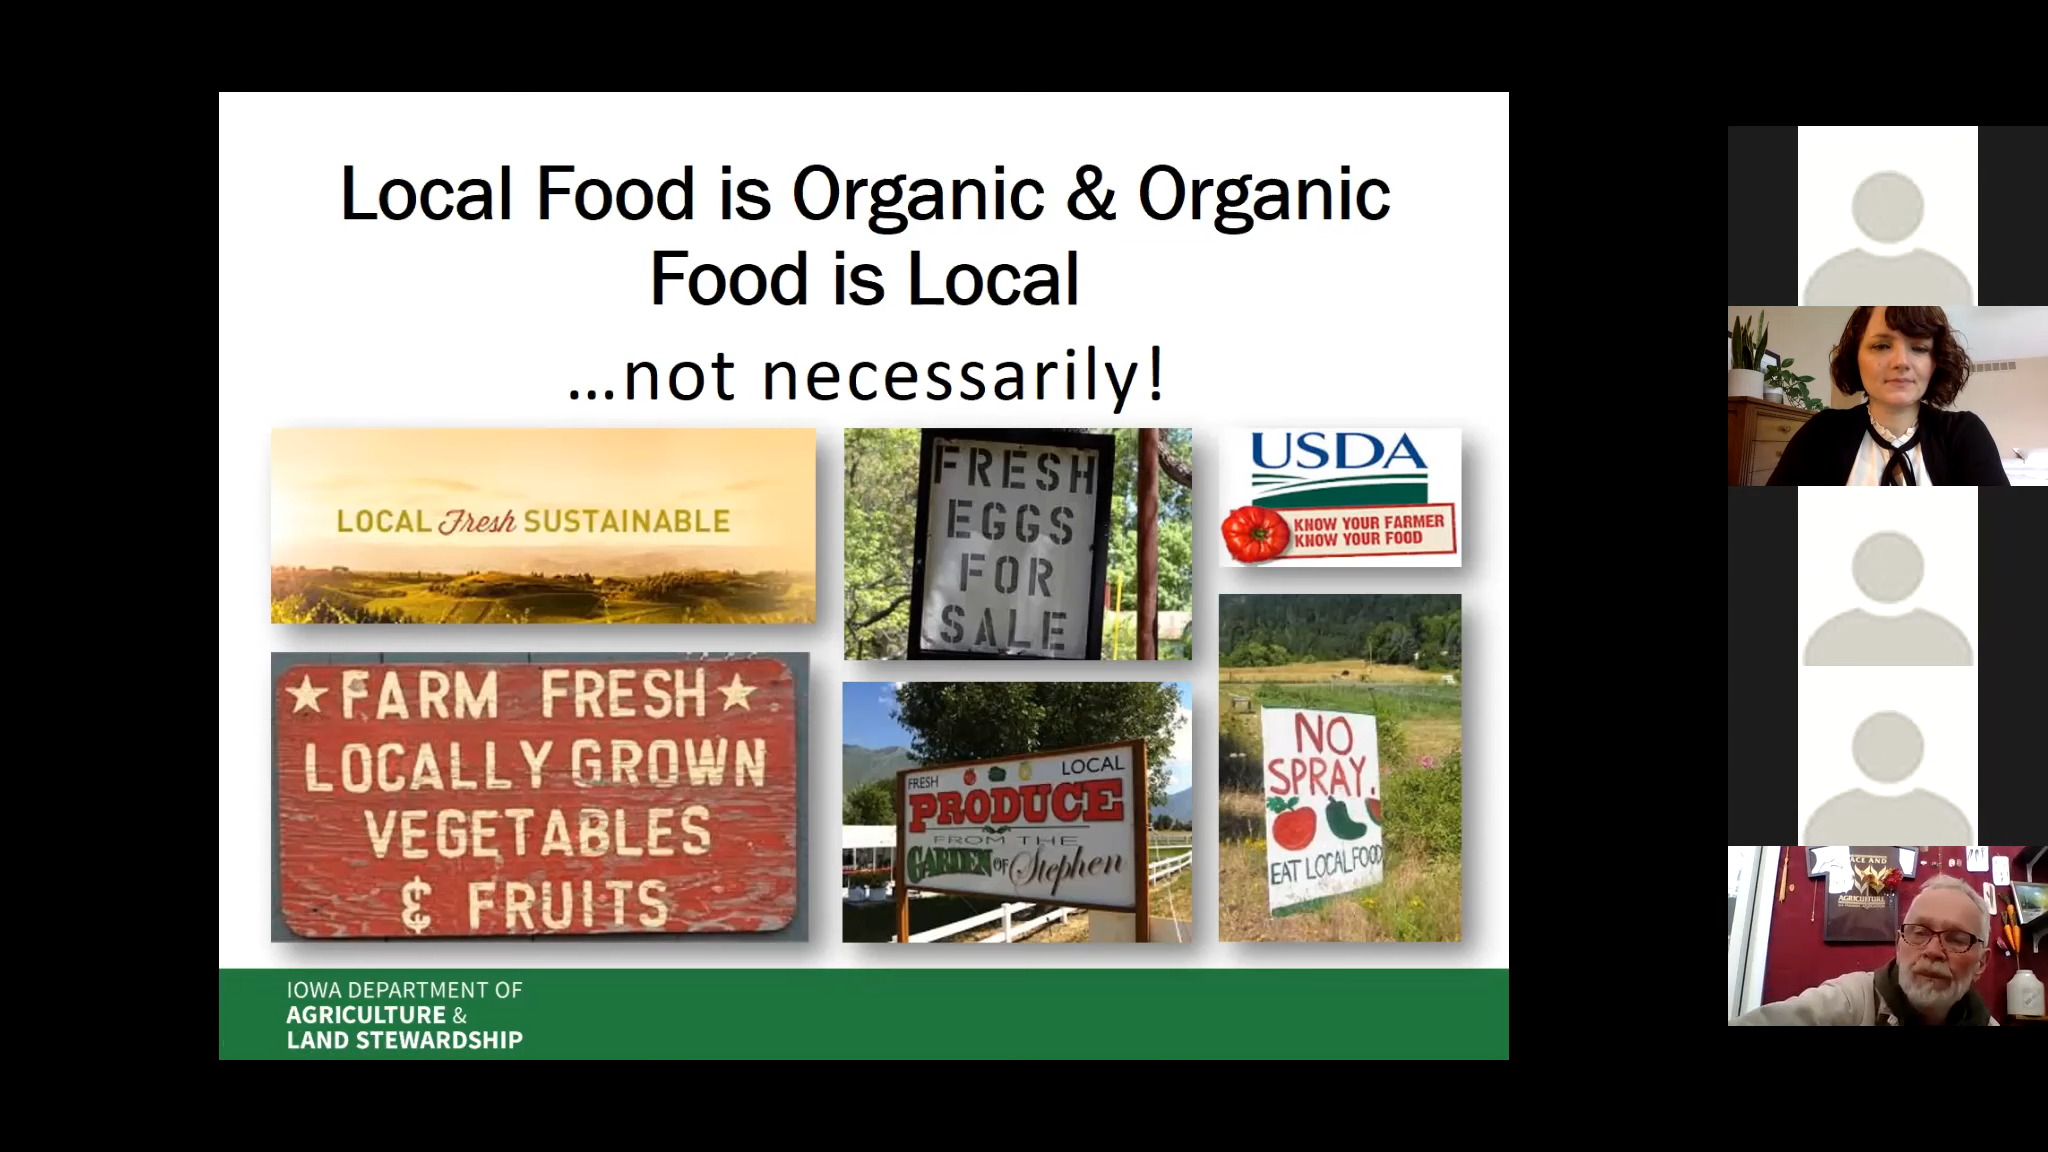 Local Food is Organic & Organic
Food is Local
...not necessarily!
LOCAL Fresh SUSTAINABLE
FRESH
EGGS
FOR
SALE
USDA
KNOW YOUR FARMER
KNOW YOUR FOOD
FARM FRESH
LOCALLY GROWN
VEGETABLES
& FRUITS
FRESH LOCAL
PRODUCE
FROM THE
GARDEN OF Stephen
NO
SPRAY.
EAT LOCAL FOOD
IOWA DEPARTMENT OF
AGRICULTURE &
LAND STEWARDSHIP
AGRICULTURE